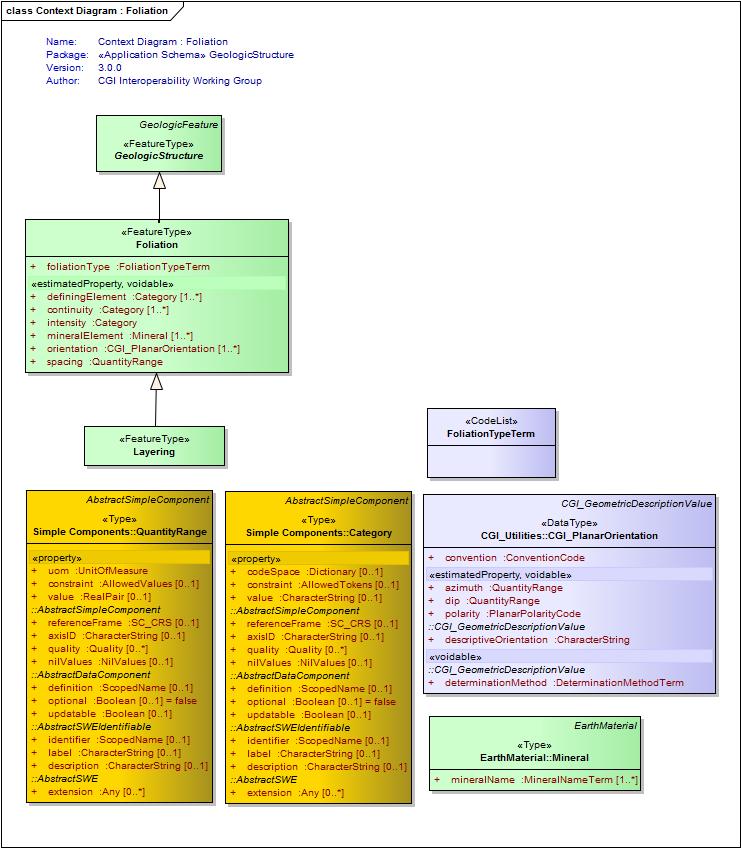 class Context Diagram : Foliation
Name: Context Diagram : Foliation
Package: «Application Schema» GeologicStructure
Version: 3.0.0
Author: CGI Interoperability Working Group
GeologicFeature
«FeatureType»
GeologicStructure
«FeatureType»
Foliation
+ foliationType :FoliationTypeTerm
«estimatedProperty, voidable»
+ definingElement :Category [1..*]
+ continuity :Category [1..*]
+ intensity :Category
+ mineralElement :Mineral [1..*]
+ orientation :CGI_PlanarOrientation [1..*]
+ spacing :QuantityRange
«FeatureType»
Layering
«CodeList»
FoliationTypeTerm
AbstractSimpleComponent
«Type»
Simple Components::QuantityRange
«property»
+ uom :UnitOfMeasure
+ constraint :AllowedValues [0..1]
+ value :RealPair [0..1]
::AbstractSimpleComponent
+ referenceFrame :SC_CRS [0..1]
+ axisID :CharacterString [0..1]
+ quality :Quality [0..*]
+ nilValues :NilValues [0..1]
::AbstractDataComponent
+ definition :ScopedName [0..1]
+ optional :Boolean [0..1] = false
+ updatable :Boolean [0..1]
::AbstractSWEIdentifiable
+ identifier :ScopedName [0..1]
+ label :CharacterString [0..1]
+ description :CharacterString [0..1]
::AbstractSWE
+ extension :Any [0..*]
AbstractSimpleComponent
«Type»
Simple Components::Category
«property»
+ codeSpace :Dictionary [0..1]
+ constraint :AllowedTokens [0..1]
+ value :CharacterString [0..1]
::AbstractSimpleComponent
+ referenceFrame :SC_CRS [0..1]
+ axisID :CharacterString [0..1]
+ quality :Quality [0..*]
+ nilValues :NilValues [0..1]
::AbstractDataComponent
+ definition :ScopedName [0..1]
+ optional :Boolean [0..1] = false
+ updatable :Boolean [0..1]
::AbstractSWEIdentifiable
+ identifier :ScopedName [0..1]
+ label :CharacterString [0..1]
+ description :CharacterString [0..1]
::AbstractSWE
+ extension :Any [0..*]
CGI_GeometricDescriptionValue
«DataType»
CGI_Utilities::CGI_PlanarOrientation
+ convention :ConventionCode
«estimatedProperty, voidable»
+ azimuth :QuantityRange
+ dip :QuantityRange
+ polarity :PlanarPolarityCode
::CGI_GeometricDescriptionValue
+ descriptiveOrientation :CharacterString
«voidable»
::CGI_GeometricDescriptionValue
+ determinationMethod :DeterminationMethodTerm
EarthMaterial
«Type»
EarthMaterial::Mineral
+ mineralName :MineralNameTerm [1..*]